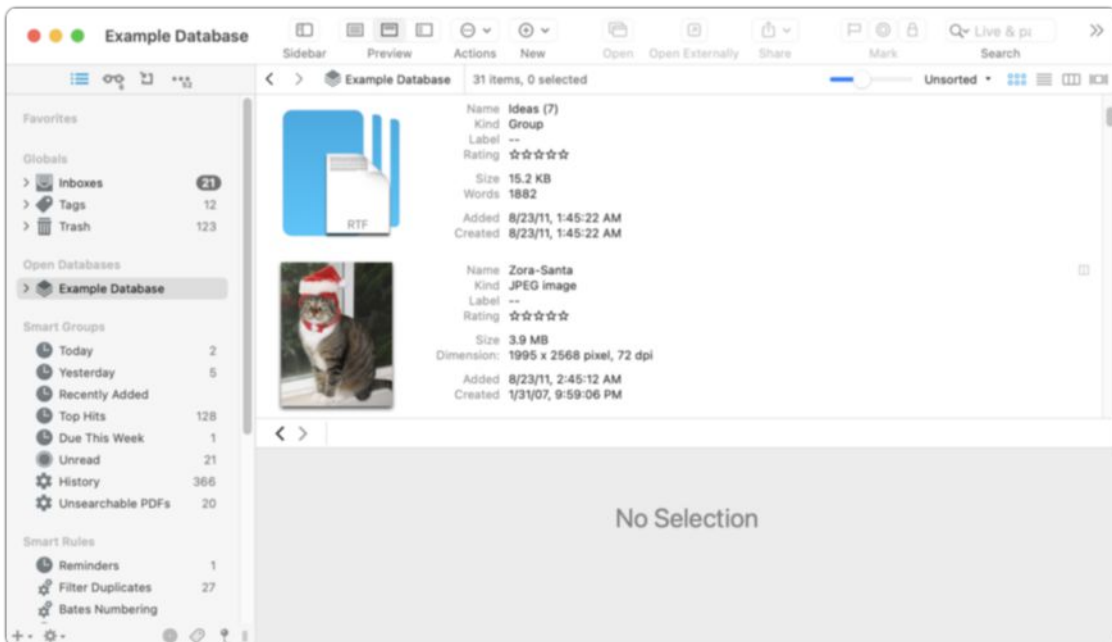 Example Database
Sidebar
Preview
Actions
New
Open
Open Externally
Share
Mark
Live & pi
Search
Example Database
31 items, 0 selected
Unsorted
Favorites
Globals
Inboxes 21
Tags 12
Trash 123
Open Databases
Example Database
Smart Groups
Today 2
Yesterday 5
Recently Added
Top Hits 128
Due This Week 1
Unread 21
History 366
Unsearchable PDFs 20
Smart Rules
Reminders 1
Filter Duplicates 27
Bates Numbering
RTF
Name Ideas (7)
Kind Group
Label --
Rating ☆☆☆☆☆
Size 15.2 KB
Words 1882
Added 8/23/11, 1:45:22 AM
Created 8/23/11, 1:45:22 AM
Name Zora-Santa
Kind JPEG image
Label --
Rating ☆☆☆☆☆
Size 3.9 MB
Dimension: 1995 x 2568 pixel, 72 dpi
Added 8/23/11, 2:45:12 AM
Created 1/31/07, 9:59:06 PM
No Selection